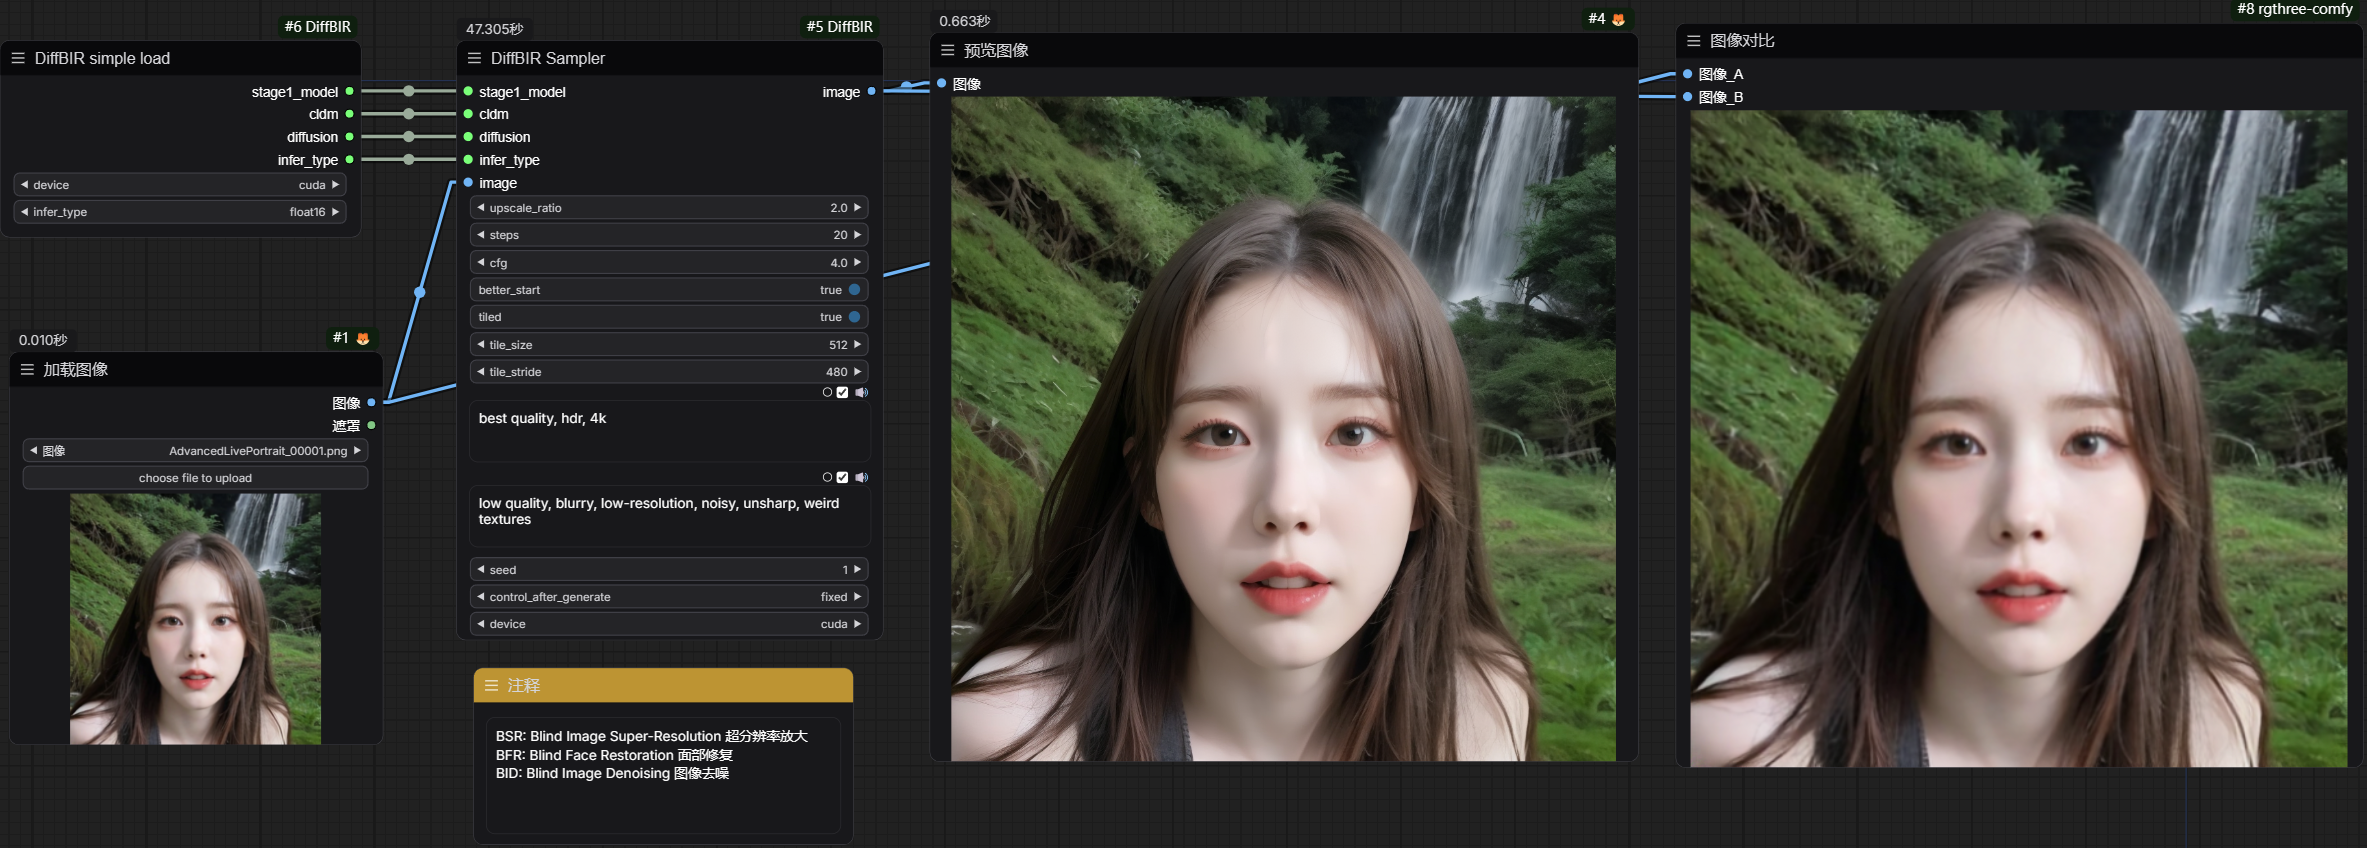 #6 DiffBIR
DiffBIR simple load
stage1_model
cldm
diffusion
infer_type
device cuda
infer_type float16
0.010秒
#1
加载图像
图像
遮罩
图像 AdvancedLivePortrait_00001.png
choose file to upload
47.305秒
#5 DiffBIR
DiffBIR Sampler
stage1_model image
cldm
diffusion
infer_type
image
upscale_ratio 2.0
steps 20
cfg 4.0
better_start true
tiled true
tile_size 512
tile_stride 480
best quality, hdr, 4k
low quality, blurry, low-resolution, noisy, unsharp, weird
textures
seed 1
control_after_generate fixed
device cuda
注释
BSR: Blind Image Super-Resolution 超分辨率放大
BFR: Blind Face Restoration 面部修复
BID: Blind Image Denoising 图像去噪
0.663秒
#4
预览图像
图像
#8 rgthree-comfy
图像对比
图像_A
图像_B